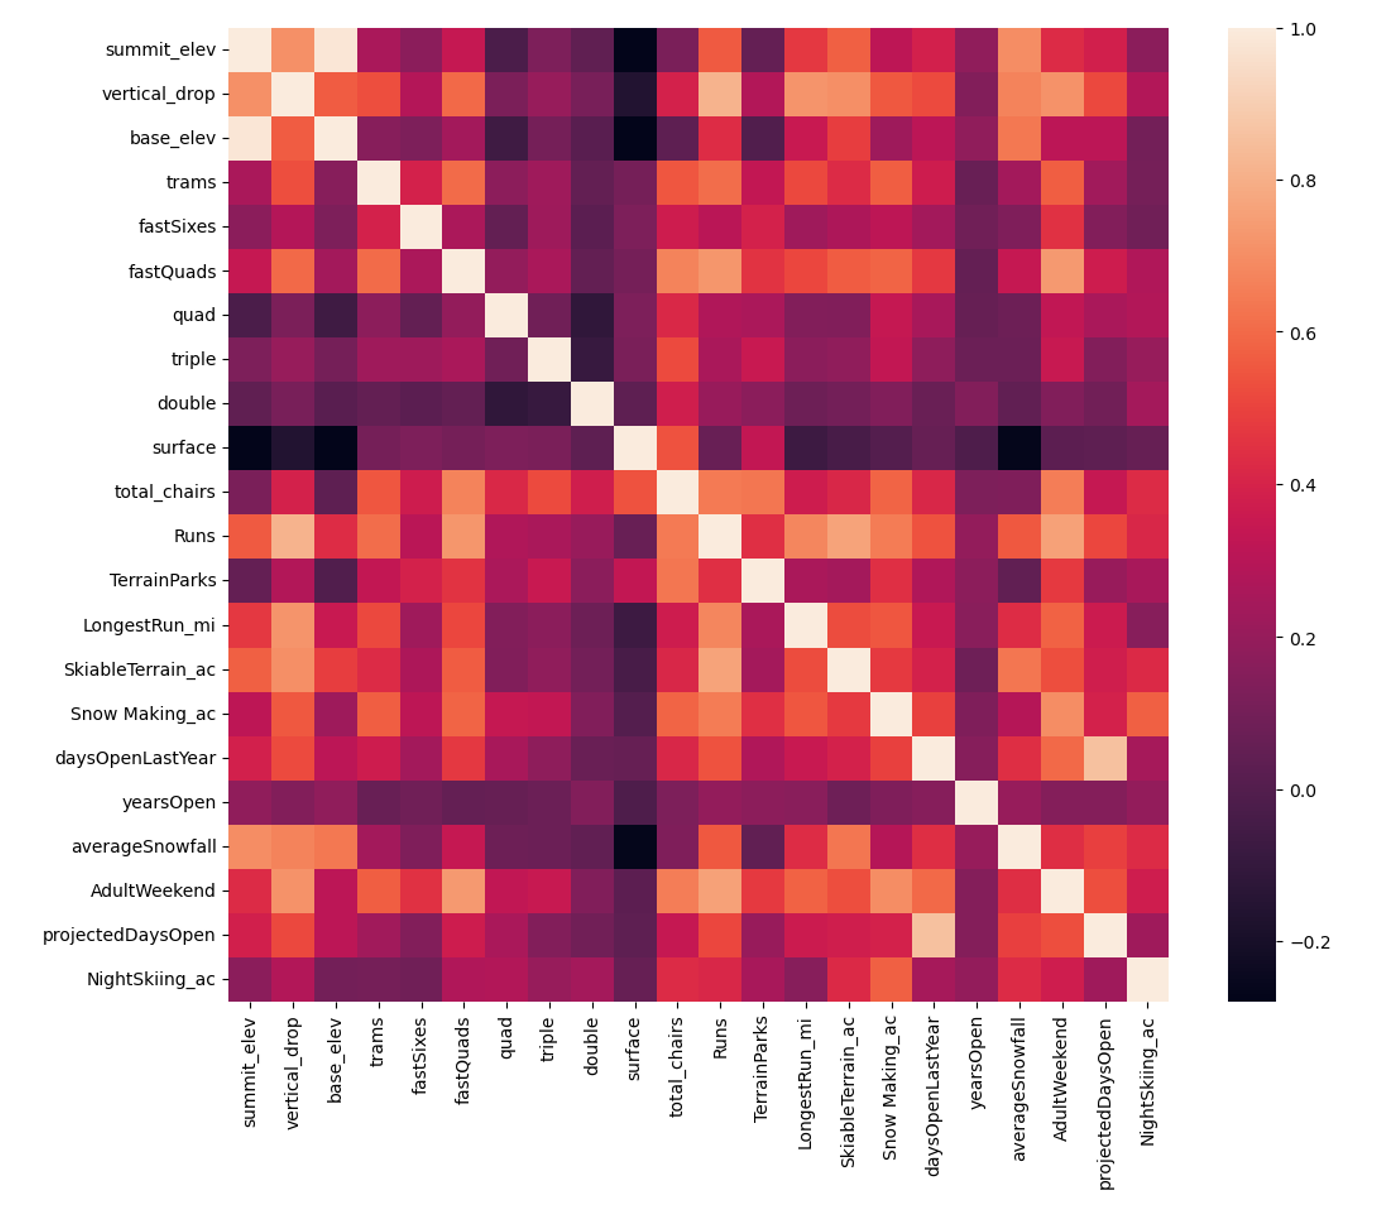 summit_elev
vertical_drop
base_elev
trams
fastSixes
fastQuads
quad
triple
double
surface
total_chairs
Runs
TerrainParks
LongestRun_mi
SkiableTerrain_ac
Snow Making_ac
daysOpenLastYear
yearsOpen
averageSnowfall
AdultWeekend
projectedDaysOpen
NightSkiing_ac
summit_elev
vertical_drop
base_elev
trams
fastSixes
fastQuads
quad
triple
double
surface
total_chairs
Runs
TerrainParks
LongestRun_mi
SkiableTerrain_ac
Snow Making_ac
daysOpenLastYear
yearsOpen
averageSnowfall
AdultWeekend
projectedDaysOpen
NightSkiing_ac
1.0
0.8
0.6
0.4
0.2
0.0
−0.2